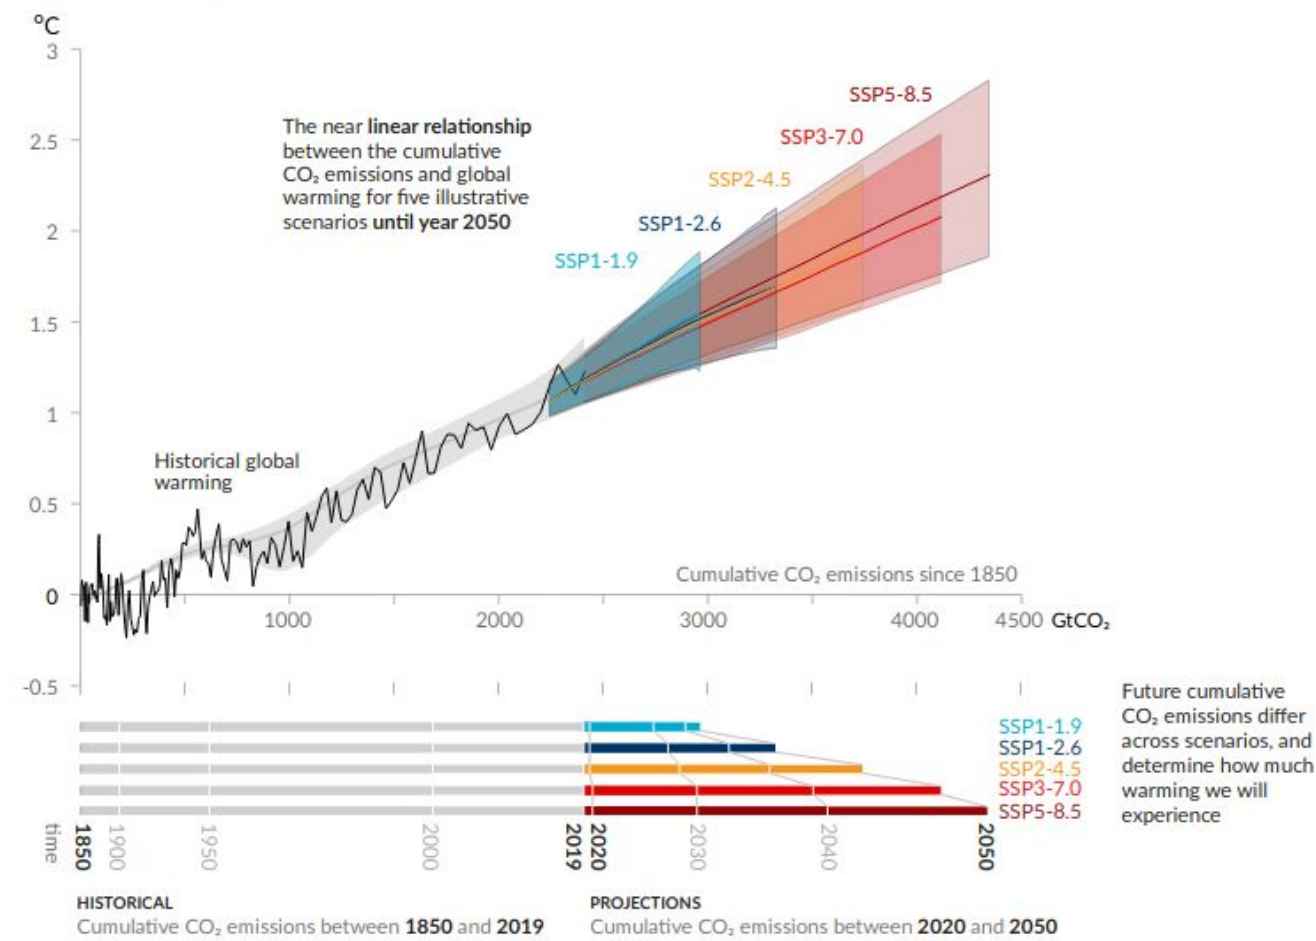 °C
3
SSP5-8.5
The near linear relationship
between the cumulative
CO₂ emissions and global
warming for five illustrative
scenarios until year 2050
SSP3-7.0
2.5
SSP2-4.5
SSP1-2.6
2
SSP1-1.9
1.5
1
Historical global
warming
0.5
Cumulative CO₂ emissions since 1850
0
1000
2000
3000
4000
4500 GtCO₂
-0.5
Future cumulative
CO₂ emissions differ
across scenarios, and
determine how much
warming we will
experience
SSP1-1.9
SSP1-2.6
SSP2-4.5
SSP3-7.0
SSP5-8.5
time
1850
1900
1950
2000
2019
2020
2030
2040
2050
HISTORICAL
Cumulative CO₂ emissions between 1850 and 2019
PROJECTIONS
Cumulative CO₂ emissions between 2020 and 2050